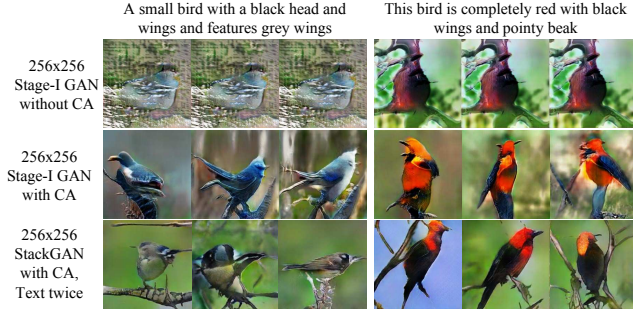 A small bird with a black head and
wings and features grey wings
This bird is completely red with black
wings and pointy beak
256x256
Stage-I GAN
without CA
256x256
Stage-I GAN
with CA
256x256
StackGAN
with CA,
Text twice